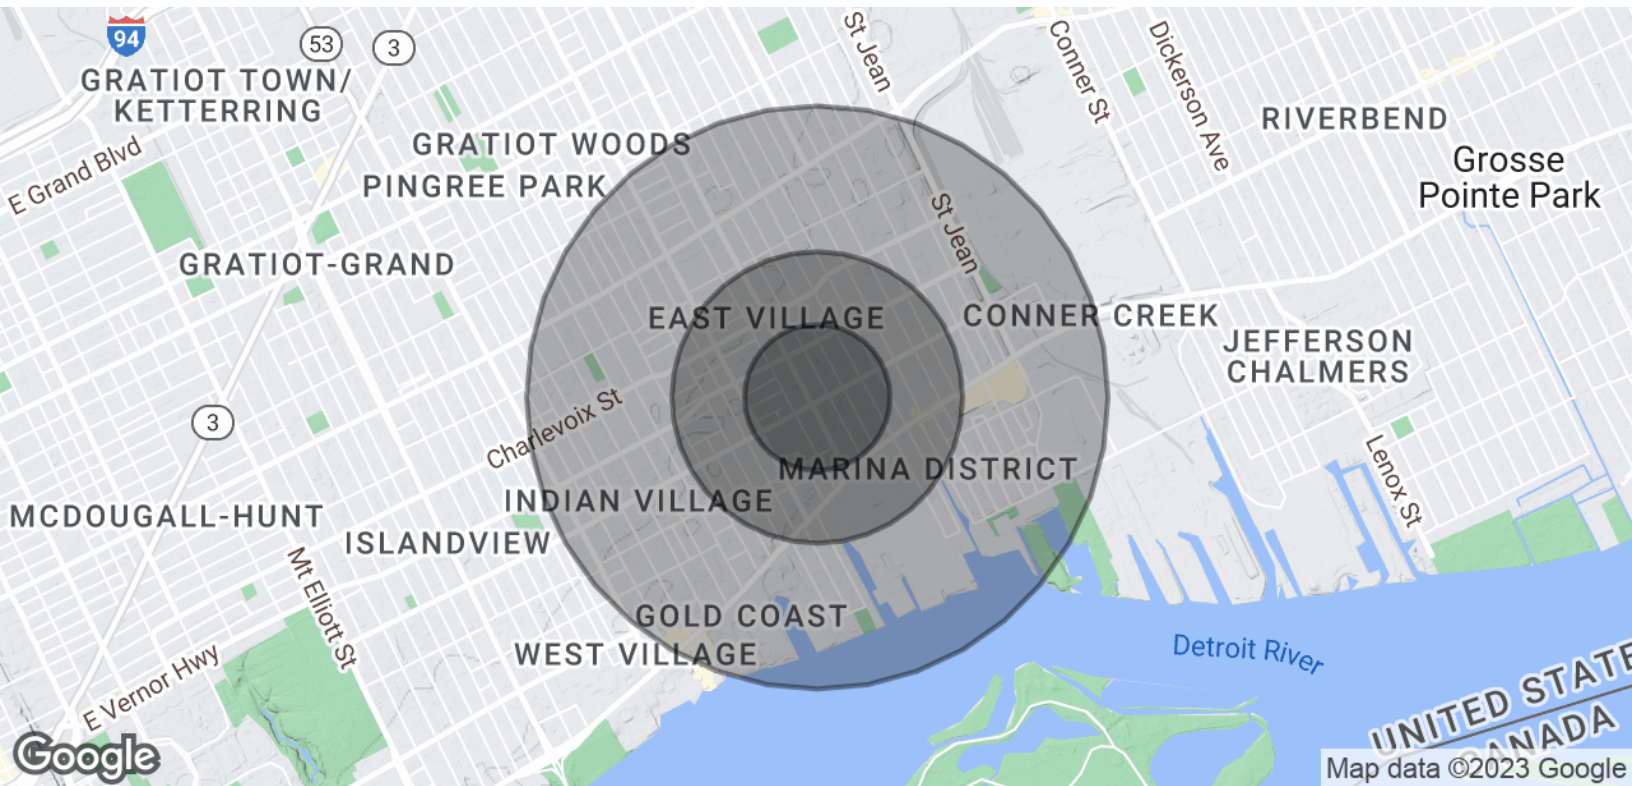 94
53
3
St Jean
Conner St
Dickerson Ave
GRATIOT TOWN/
KETTERRING
RIVERBEND
E Grand Blvd
GRATIOT WOODS
Grosse
Pointe Park
PINGREE PARK
St Jean
GRATIOT-GRAND
EAST VILLAGE
CONNER CREEK
JEFFERSON
CHALMERS
3
Charlevoix St
MARINA DISTRICT
Lenox St
INDIAN VILLAGE
MCDOUGALL-HUNT
ISLANDVIEW
Mt Elliott St
GOLD COAST
WEST VILLAGE
Detroit River
E Vernor Hwy
UNITED STATE
CANADA
Google
Map data ©2023 Google